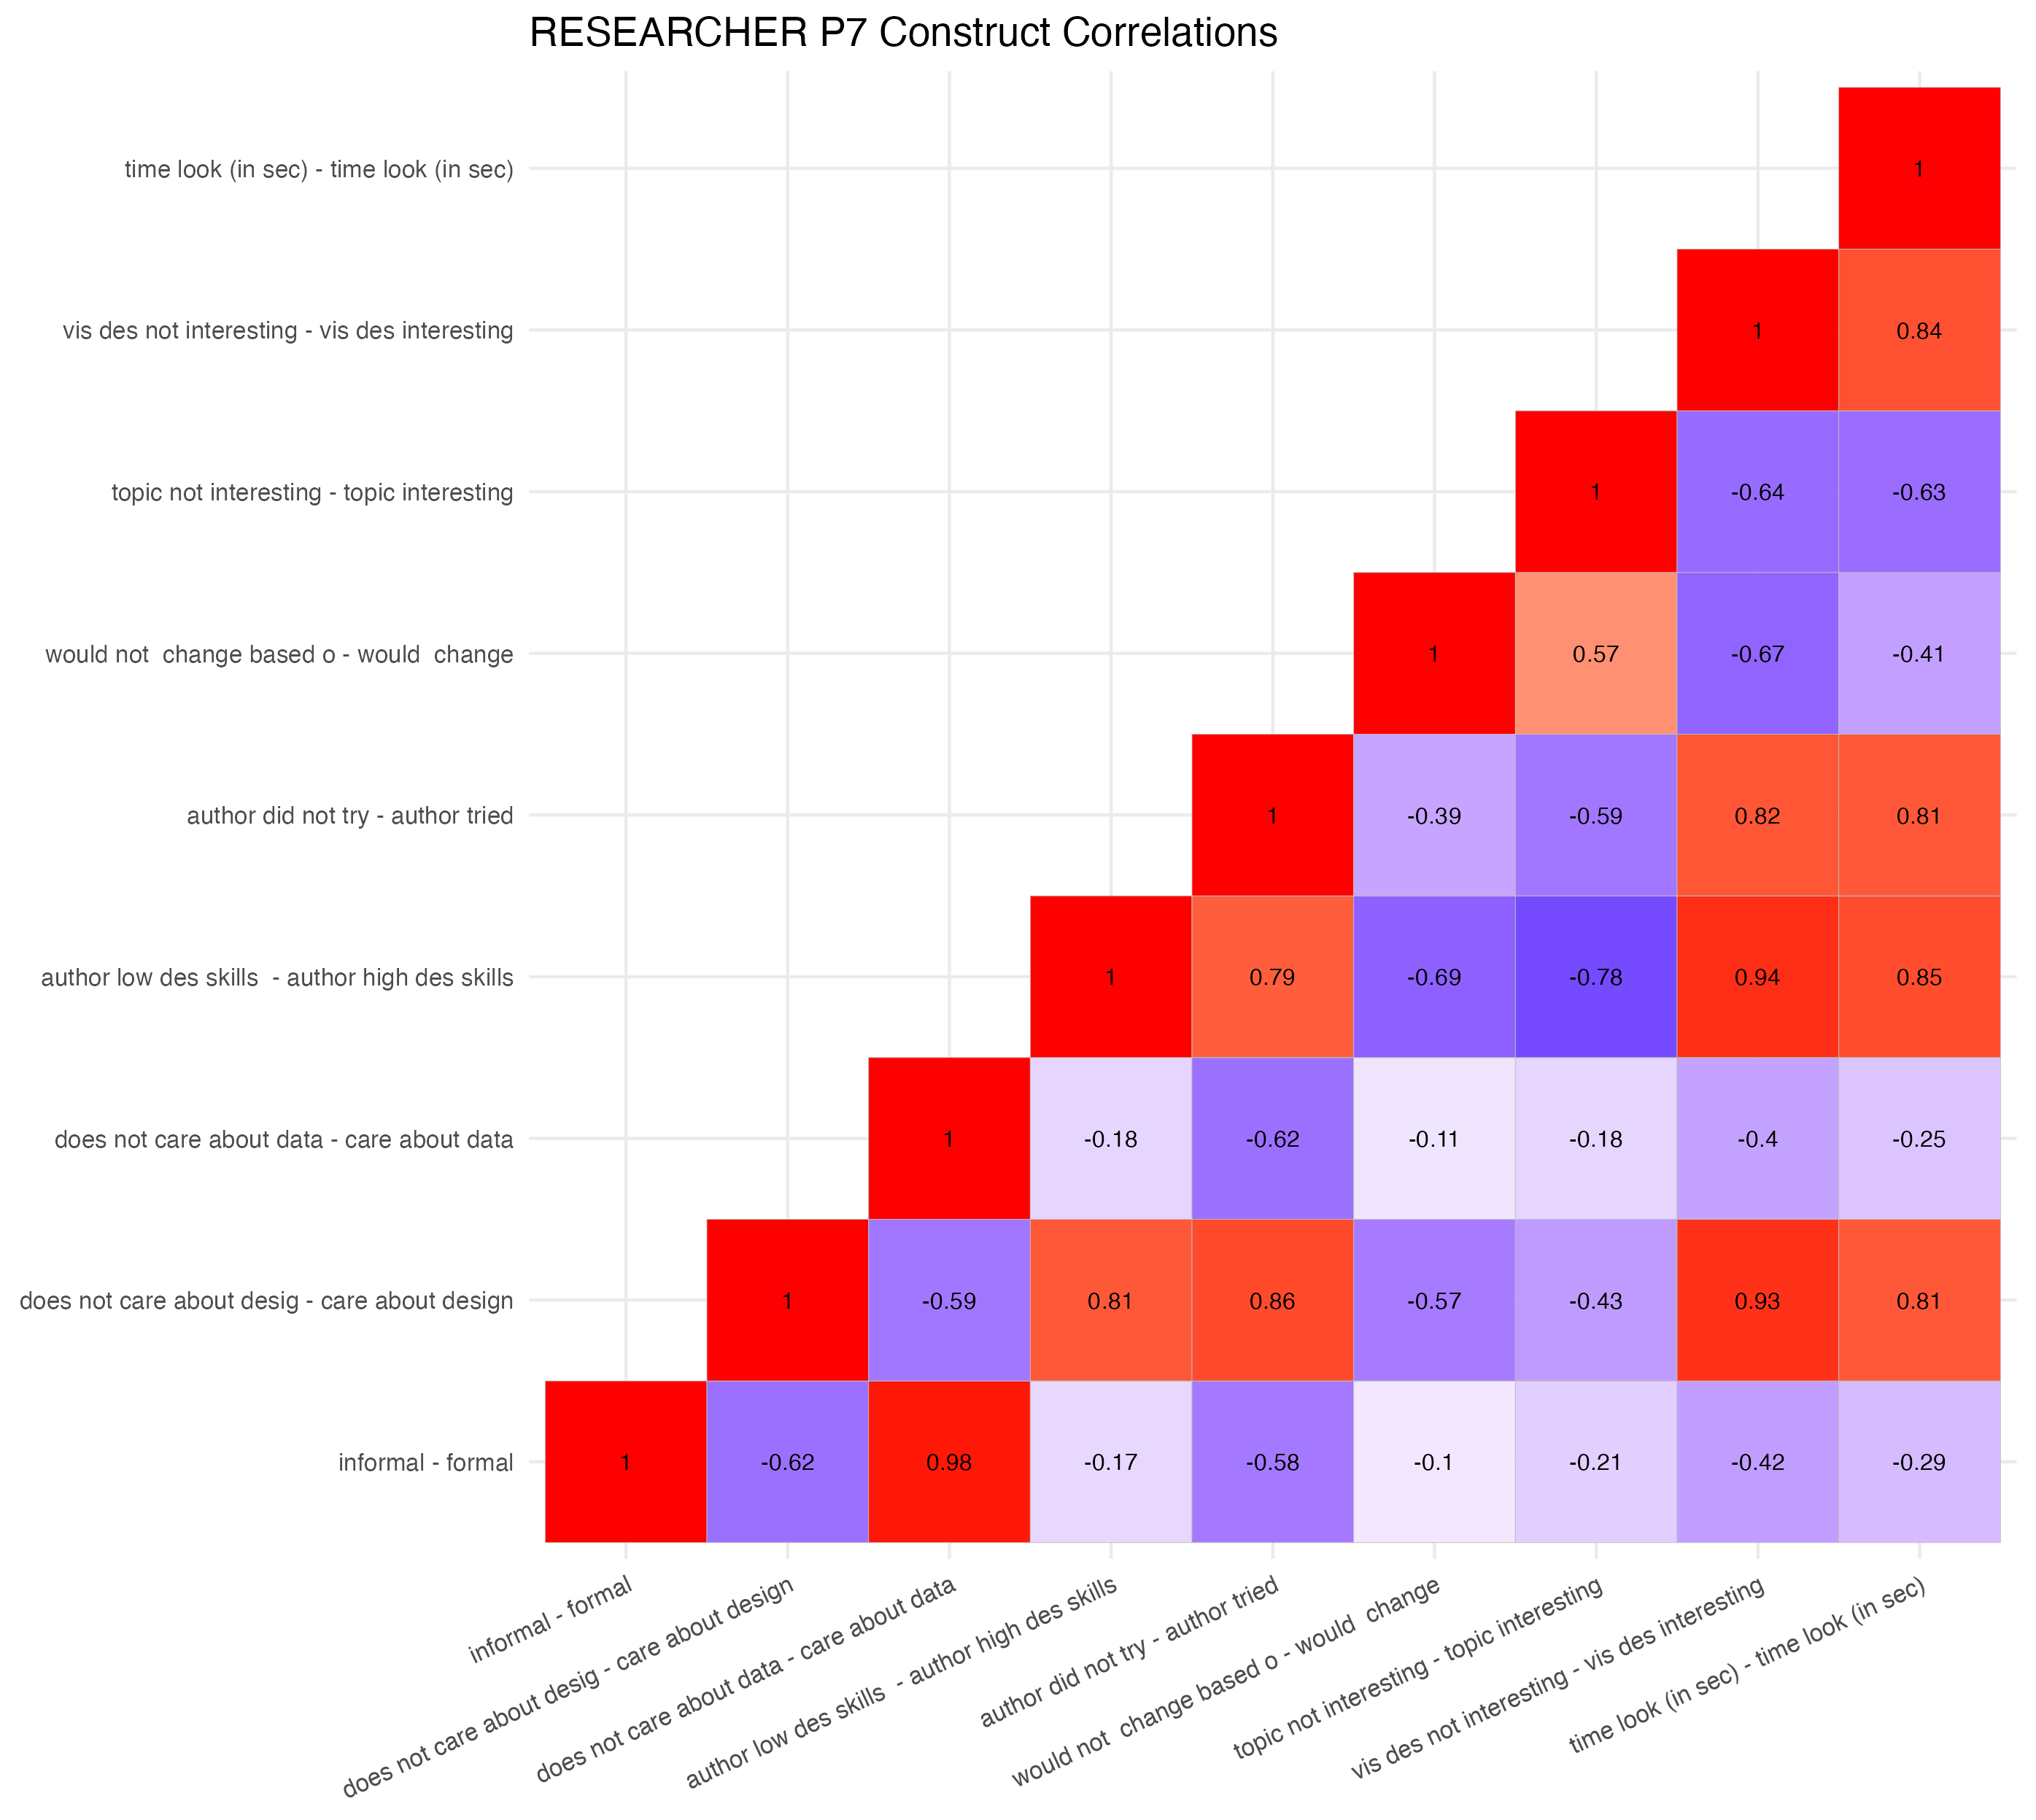 RESEARCHER P7 Construct Correlations
time look (in sec) - time look (in sec)
1
vis des not interesting - vis des interesting
1 0.84
topic not interesting - topic interesting
1 -0.64 -0.63
would not  change based o - would  change
1 0.57 -0.67 -0.41
author did not try - author tried
1 -0.39 -0.59 0.82 0.81
author low des skills  - author high des skills
1 0.79 -0.69 -0.78 0.94 0.85
does not care about data - care about data
1 -0.18 -0.62 -0.11 -0.18 -0.4 -0.25
does not care about desig - care about design
1 -0.59 0.81 0.86 -0.57 -0.43 0.93 0.81
informal - formal
1 -0.62 0.98 -0.17 -0.58 -0.1 -0.21 -0.42 -0.29
informal - formal
does not care about desig - care about design
does not care about data - care about data
author low des skills  - author high des skills
author did not try - author tried
would not  change based o - would  change
topic not interesting - topic interesting
vis des not interesting - vis des interesting
time look (in sec) - time look (in sec)